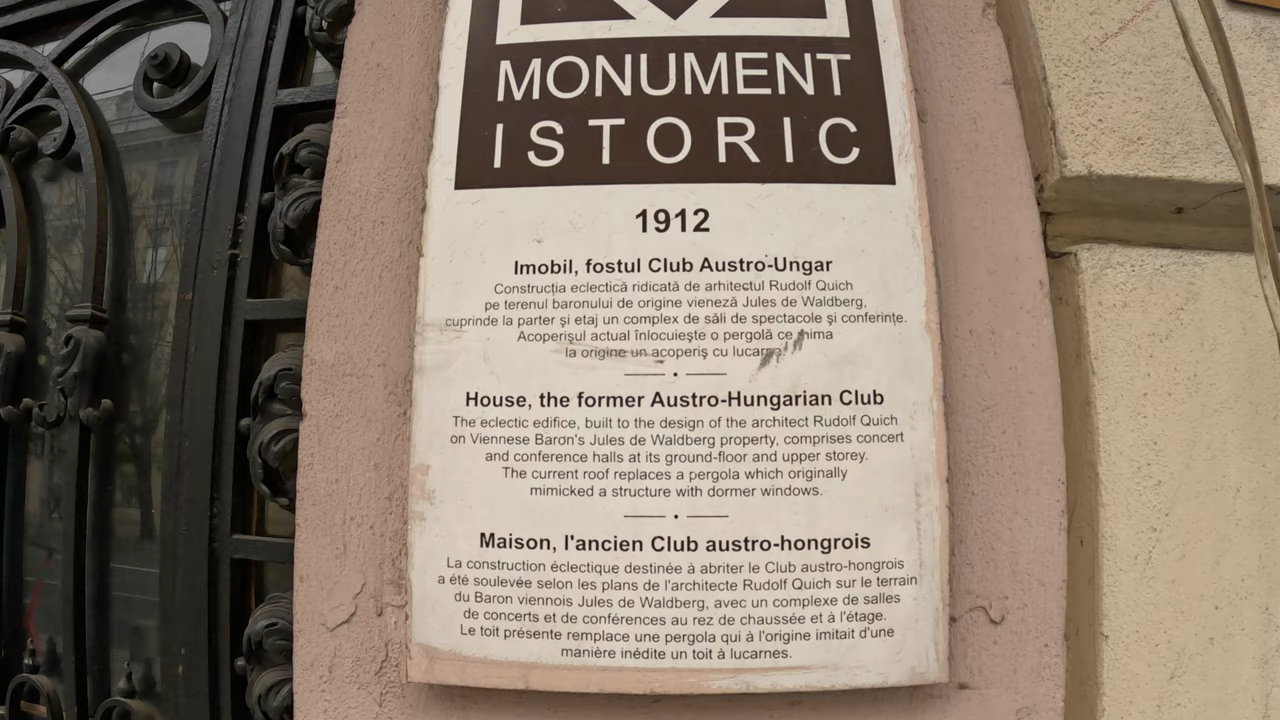 MONUMENT
ISTORIC
1912
Imobil, fostul Club Austro-Ungar
Construcția eclectică ridicată de arhitectul Rudolf Quich
pe terenul baronului de origine vieneză Jules de Waldberg,
cuprinde la parter și etaj un complex de săli de spectacole și conferințe.
Acoperișul actual înlocuiește o pergolă ce
la origine un acoperiș cu
House, the former Austro-Hungarian Club
The eclectic edifice, built to the design of the architect Rudolf Quich
on Viennese Baron's Jules de Waldberg property, comprises concert
and conference halls at its ground-floor and upper storey.
The current roof replaces a pergola which originally
mimicked a structure with dormer windows.
Maison, l'ancien Club austro-hongrois
La construction éclectique destinée à abriter le Club austro-hongrois
a été soulevée selon les plans de l'architecte Rudolf Quich sur le terrain
du Baron viennois Jules de Waldberg, avec un complexe de salles
de concerts et de conférences au rez de chaussée et à l'étage.
Le toit présente remplace une pergola qui à l'origine imitait d'une
manière inédite un toit à lucarnes.